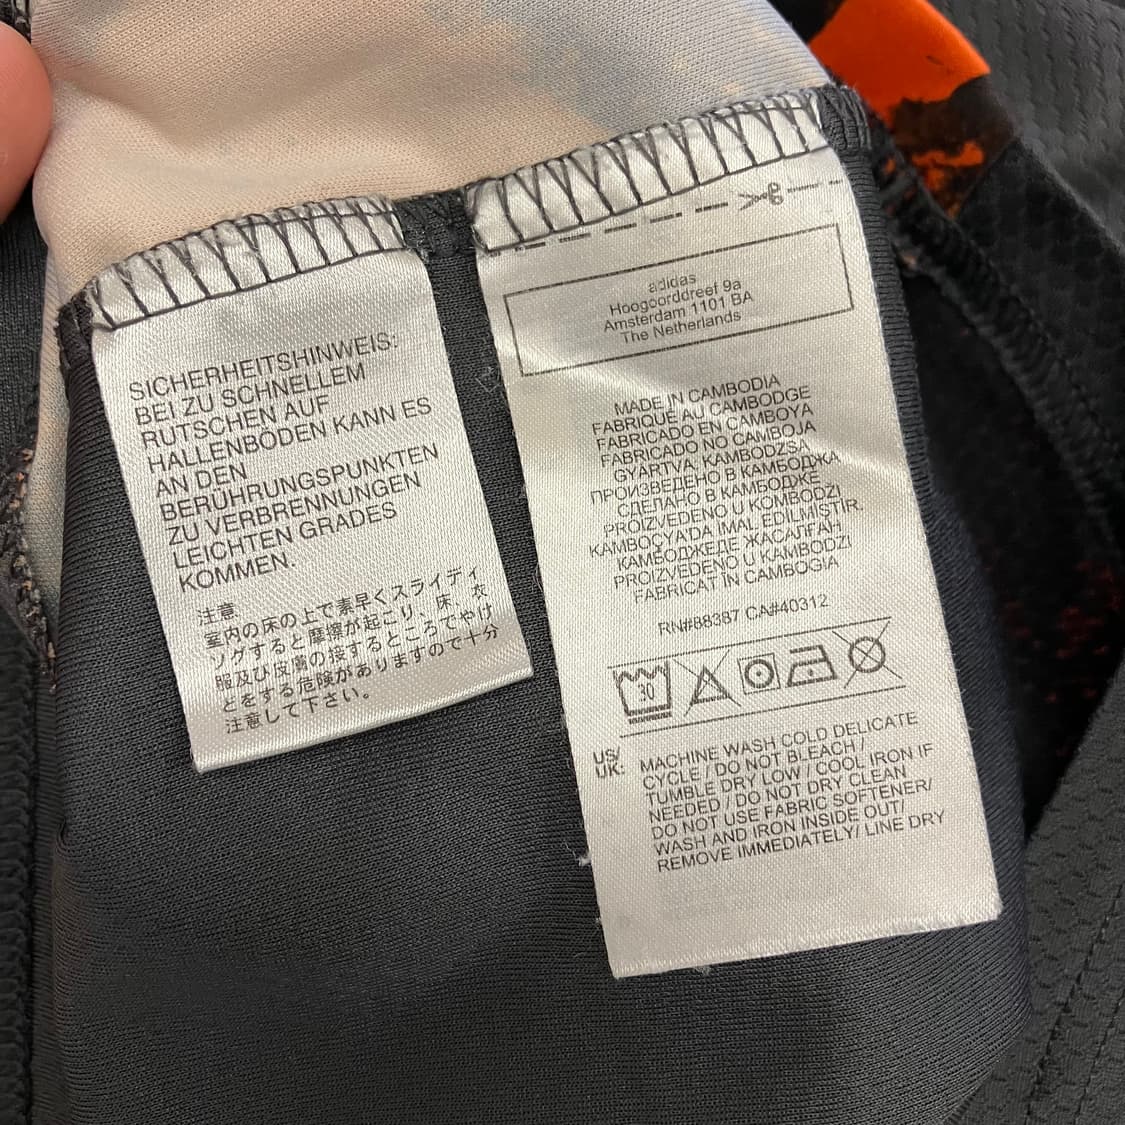 SICHERHEITSHINWEIS:
BEI ZU SCHNELLEM
RUTSCHEN AUF
HALLENBÖDEN KANN ES
AN DEN
BERÜHRUNGSPUNKTEN
ZU VERBRENNUNGEN
LEICHTEN GRADES
KOMMEN.
注意
室内の床の上で素早くスライディ
ングすると摩擦が起こり、床、衣
服及び皮膚の接するところでやけ
どをする危険がありますので十分
注意して下さい。
adidas
Hoogoorddreef 9a
Amsterdam 1101 BA
The Netherlands
MADE IN CAMBODIA
FABRIQUÉ AU CAMBODGE
FABRICADO EN CAMBOYA
FABRICADO NO CAMBOJA
GYÁRTVA: KAMBODZSA
ПРОИЗВЕДЕНО В КАМБОДЖА
СДЕЛАНО В КАМБОДЖЕ
PROIZVEDENO U KOMBODŽI
KAMBOÇYA'DA İMAL EDİLMİŞTİR.
КАМБОДЖЕДЕ ЖАСАЛҒАН
PROIZVEDENO U KAMBODŽI
FABRICAT ÎN CAMBOGIA
RN#88387 CA#40312
30
US/
UK:
MACHINE WASH COLD DELICATE
CYCLE / DO NOT BLEACH /
TUMBLE DRY LOW / COOL IRON IF
NEEDED / DO NOT DRY CLEAN
DO NOT USE FABRIC SOFTENER/
WASH AND IRON INSIDE OUT/
REMOVE IMMEDIATELY/ LINE DRY